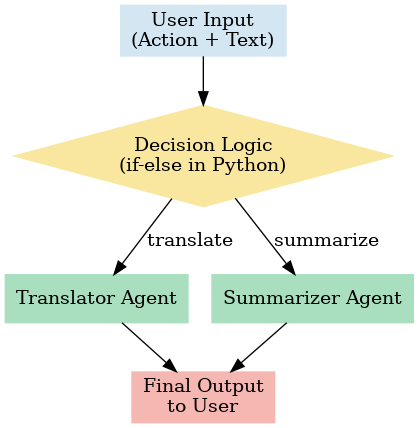 User Input
(Action + Text)
Decision Logic
(if-else in Python)
translate
summarize
Translator Agent
Summarizer Agent
Final Output
to User